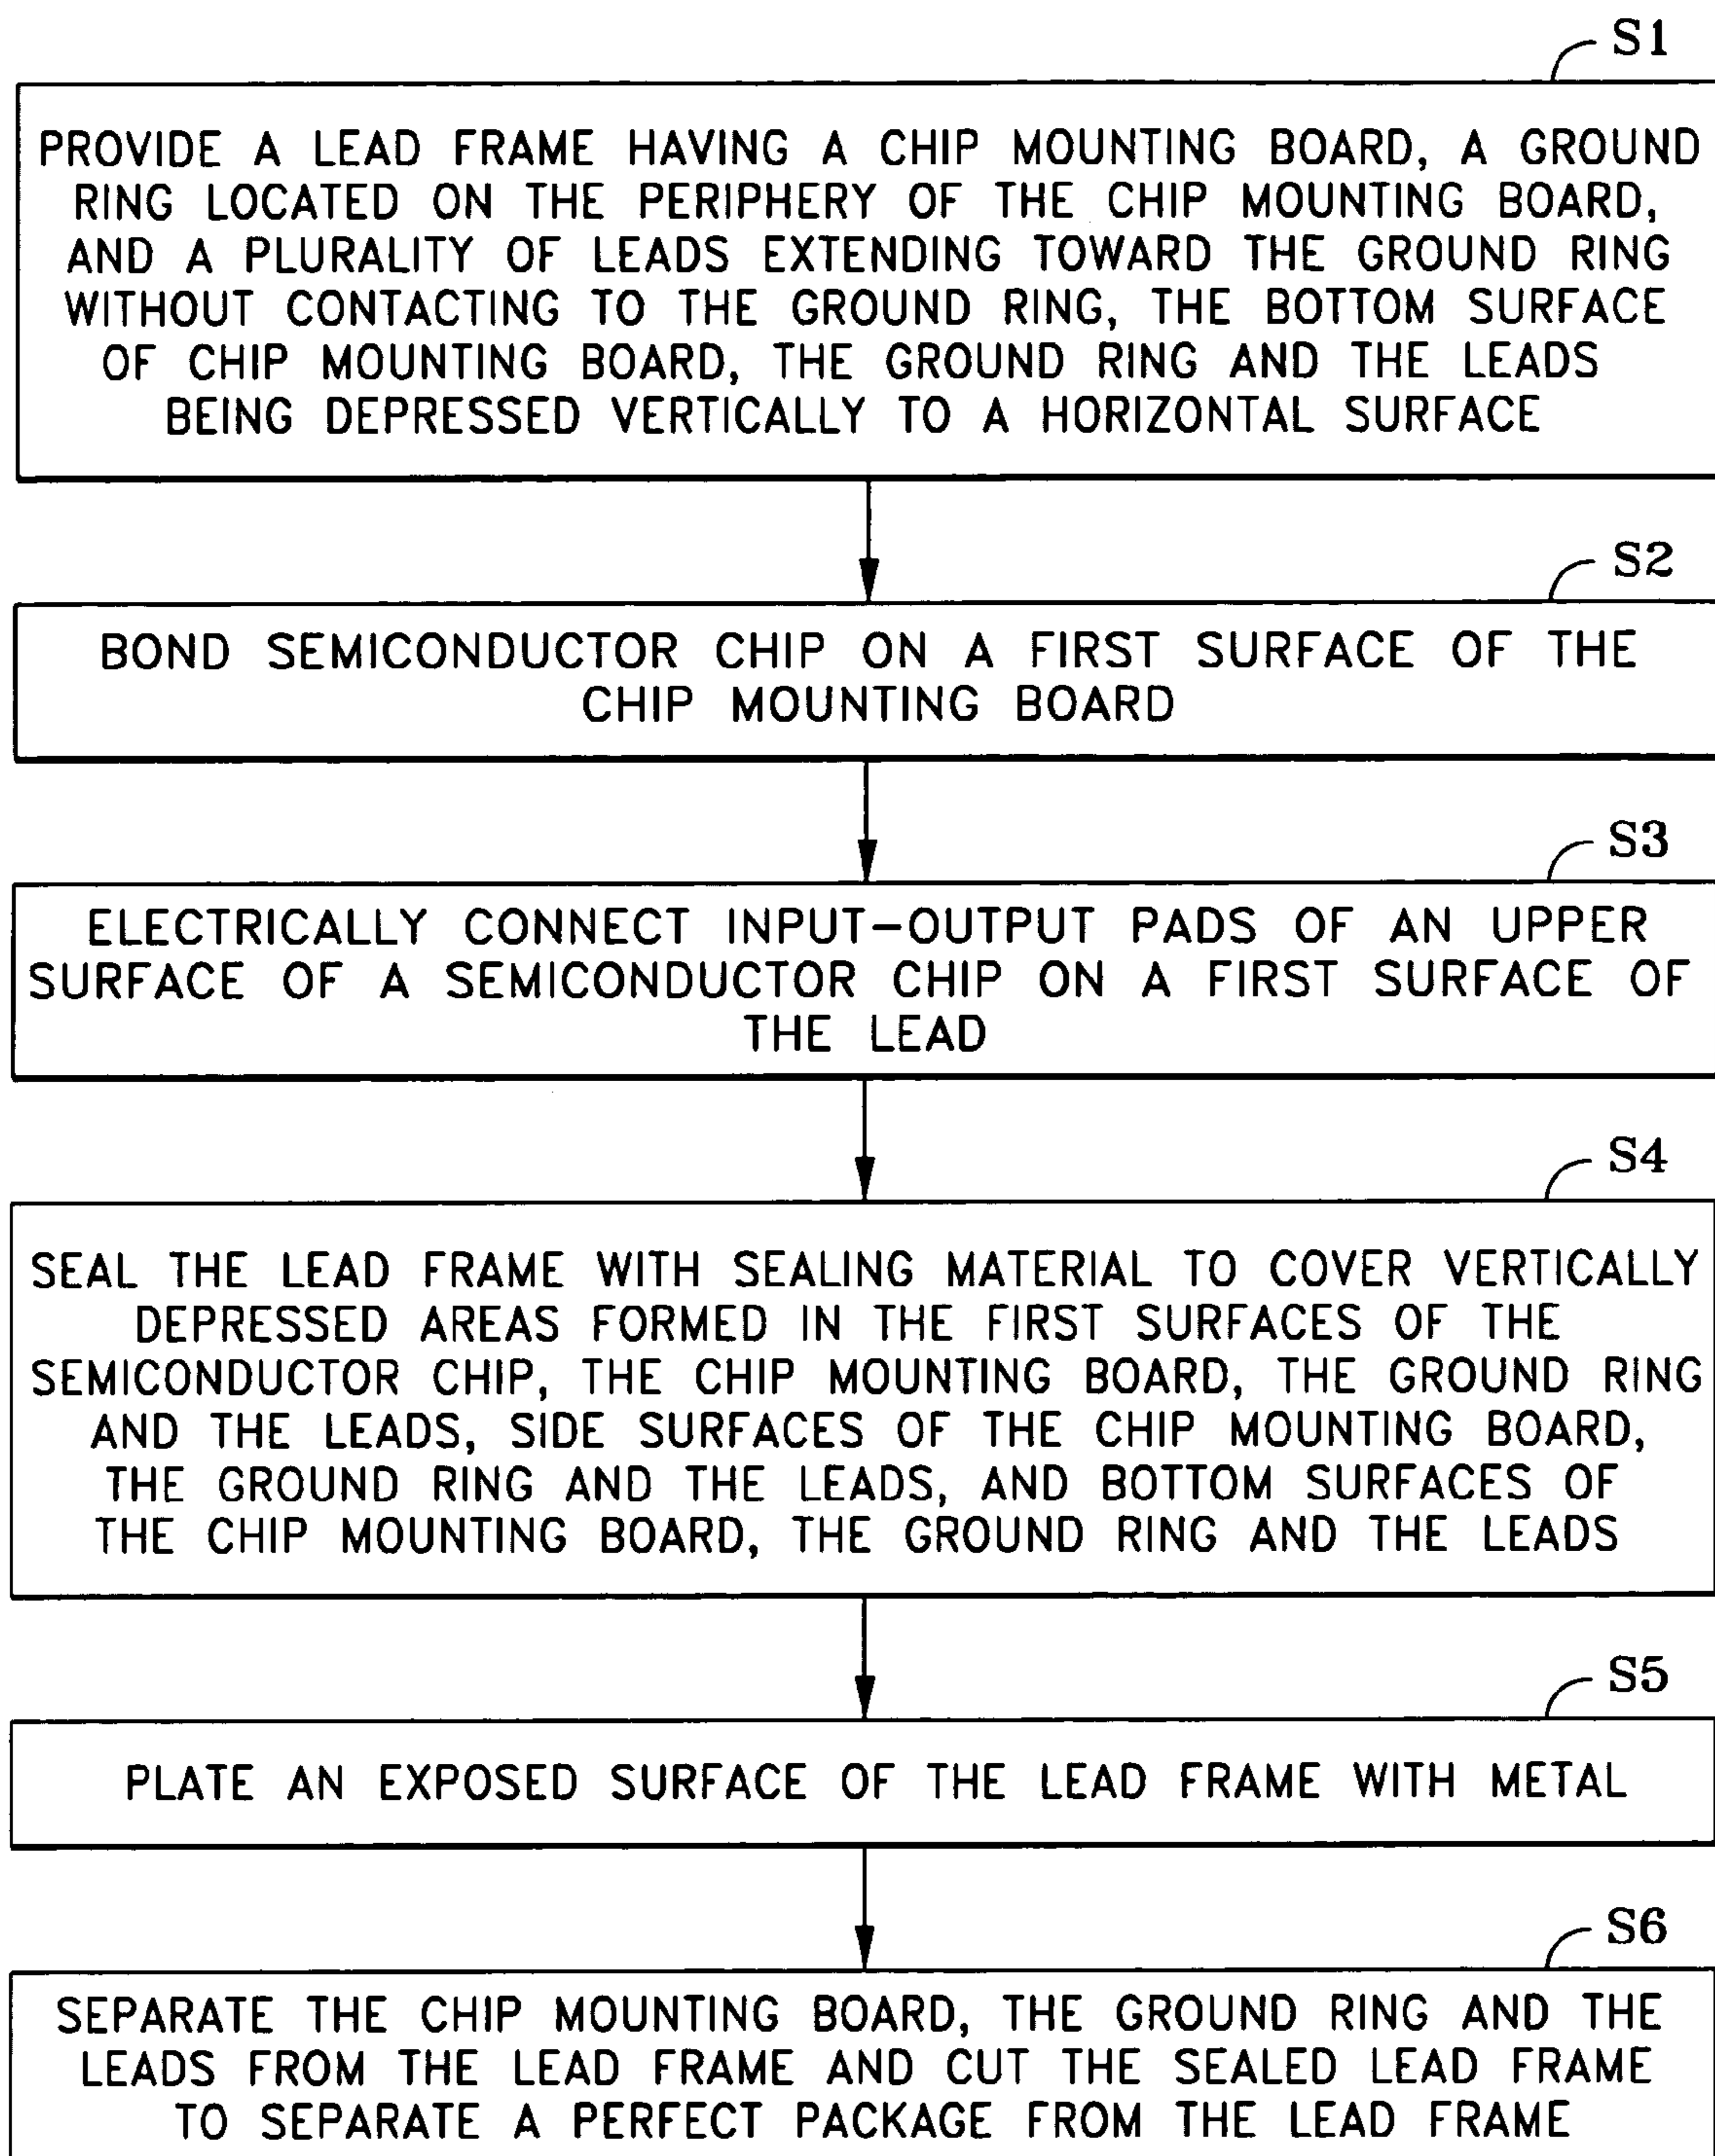 S1
PROVIDE A LEAD FRAME HAVING A CHIP MOUNTING BOARD, A GROUND
RING LOCATED ON THE PERIPHERY OF THE CHIP MOUNTING BOARD,
AND A PLURALITY OF LEADS EXTENDING TOWARD THE GROUND RING
WITHOUT CONTACTING TO THE GROUND RING, THE BOTTOM SURFACE
OF CHIP MOUNTING BOARD, THE GROUND RING AND THE LEADS
BEING DEPRESSED VERTICALLY TO A HORIZONTAL SURFACE
S2
BOND SEMICONDUCTOR CHIP ON A FIRST SURFACE OF THE
CHIP MOUNTING BOARD
S3
ELECTRICALLY CONNECT INPUT-OUTPUT PADS OF AN UPPER
SURFACE OF A SEMICONDUCTOR CHIP ON A FIRST SURFACE OF
THE LEAD
S4
SEAL THE LEAD FRAME WITH SEALING MATERIAL TO COVER VERTICALLY
DEPRESSED AREAS FORMED IN THE FIRST SURFACES OF THE
SEMICONDUCTOR CHIP, THE CHIP MOUNTING BOARD, THE GROUND RING
AND THE LEADS, SIDE SURFACES OF THE CHIP MOUNTING BOARD,
THE GROUND RING AND THE LEADS, AND BOTTOM SURFACES OF
THE CHIP MOUNTING BOARD, THE GROUND RING AND THE LEADS
S5
PLATE AN EXPOSED SURFACE OF THE LEAD FRAME WITH METAL
S6
SEPARATE THE CHIP MOUNTING BOARD, THE GROUND RING AND THE
LEADS FROM THE LEAD FRAME AND CUT THE SEALED LEAD FRAME
TO SEPARATE A PERFECT PACKAGE FROM THE LEAD FRAME